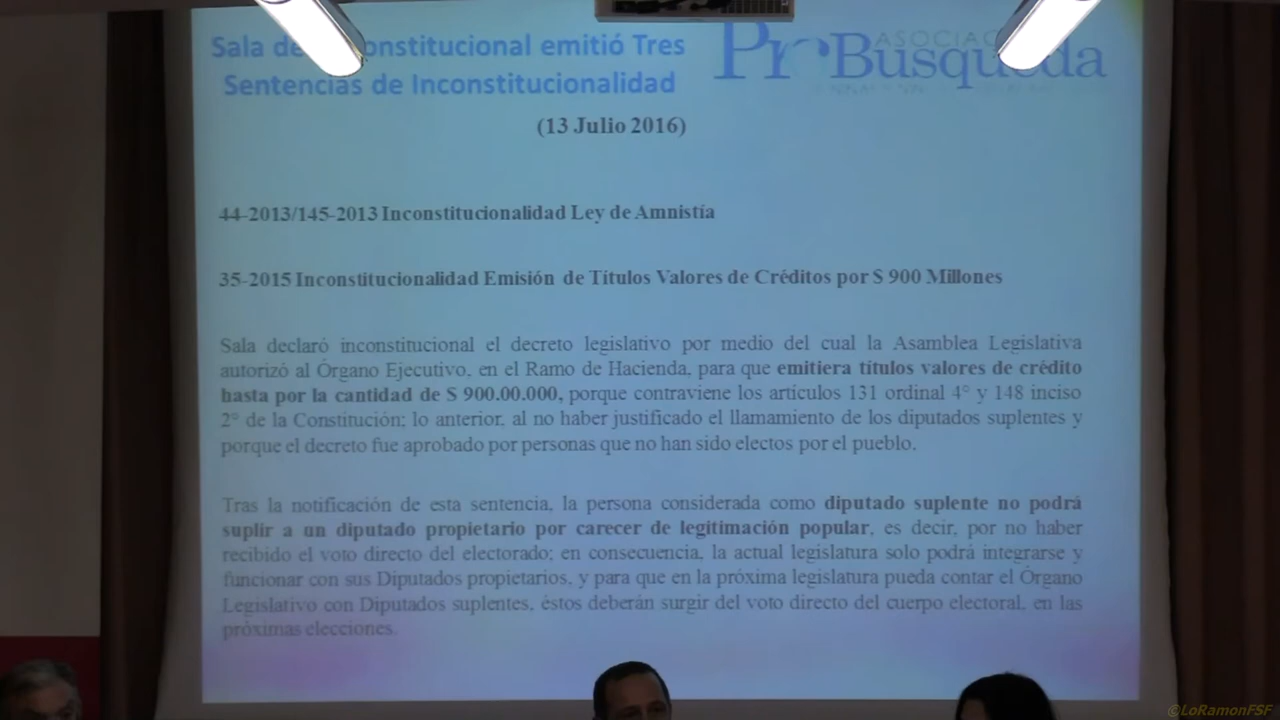 Sala de onstitucional emitió Tres
Sentencias de Inconstitucionalidad
ASOCIAC
Pro Búsqueda
(13 Julio 2016)
44-2013/145-2013 Inconstitucionalidad Ley de Amnistía
35-2015 Inconstitucionalidad Emisión de Títulos Valores de Créditos por $ 900 Millones
Sala declaró inconstitucional el decreto legislativo por medio del cual la Asamblea Legislativa
autorizó al Órgano Ejecutivo, en el Ramo de Hacienda, para que emitiera títulos valores de crédito
hasta por la cantidad de $ 900.00.000, porque contraviene los artículos 131 ordinal 4° y 148 inciso
2° de la Constitución; lo anterior, al no haber justificado el llamamiento de los diputados suplentes y
porque el decreto fue aprobado por personas que no han sido electos por el pueblo.
Tras la notificación de esta sentencia, la persona considerada como diputado suplente no podrá
suplir a un diputado propietario por carecer de legitimación popular, es decir, por no haber
recibido el voto directo del electorado; en consecuencia, la actual legislatura solo podrá integrarse y
funcionar con sus Diputados propietarios, y para que en la próxima legislatura pueda contar el Órgano
Legislativo con Diputados suplentes, éstos deberán surgir del voto directo del cuerpo electoral, en las
próximas elecciones.
©LoRamonFSF